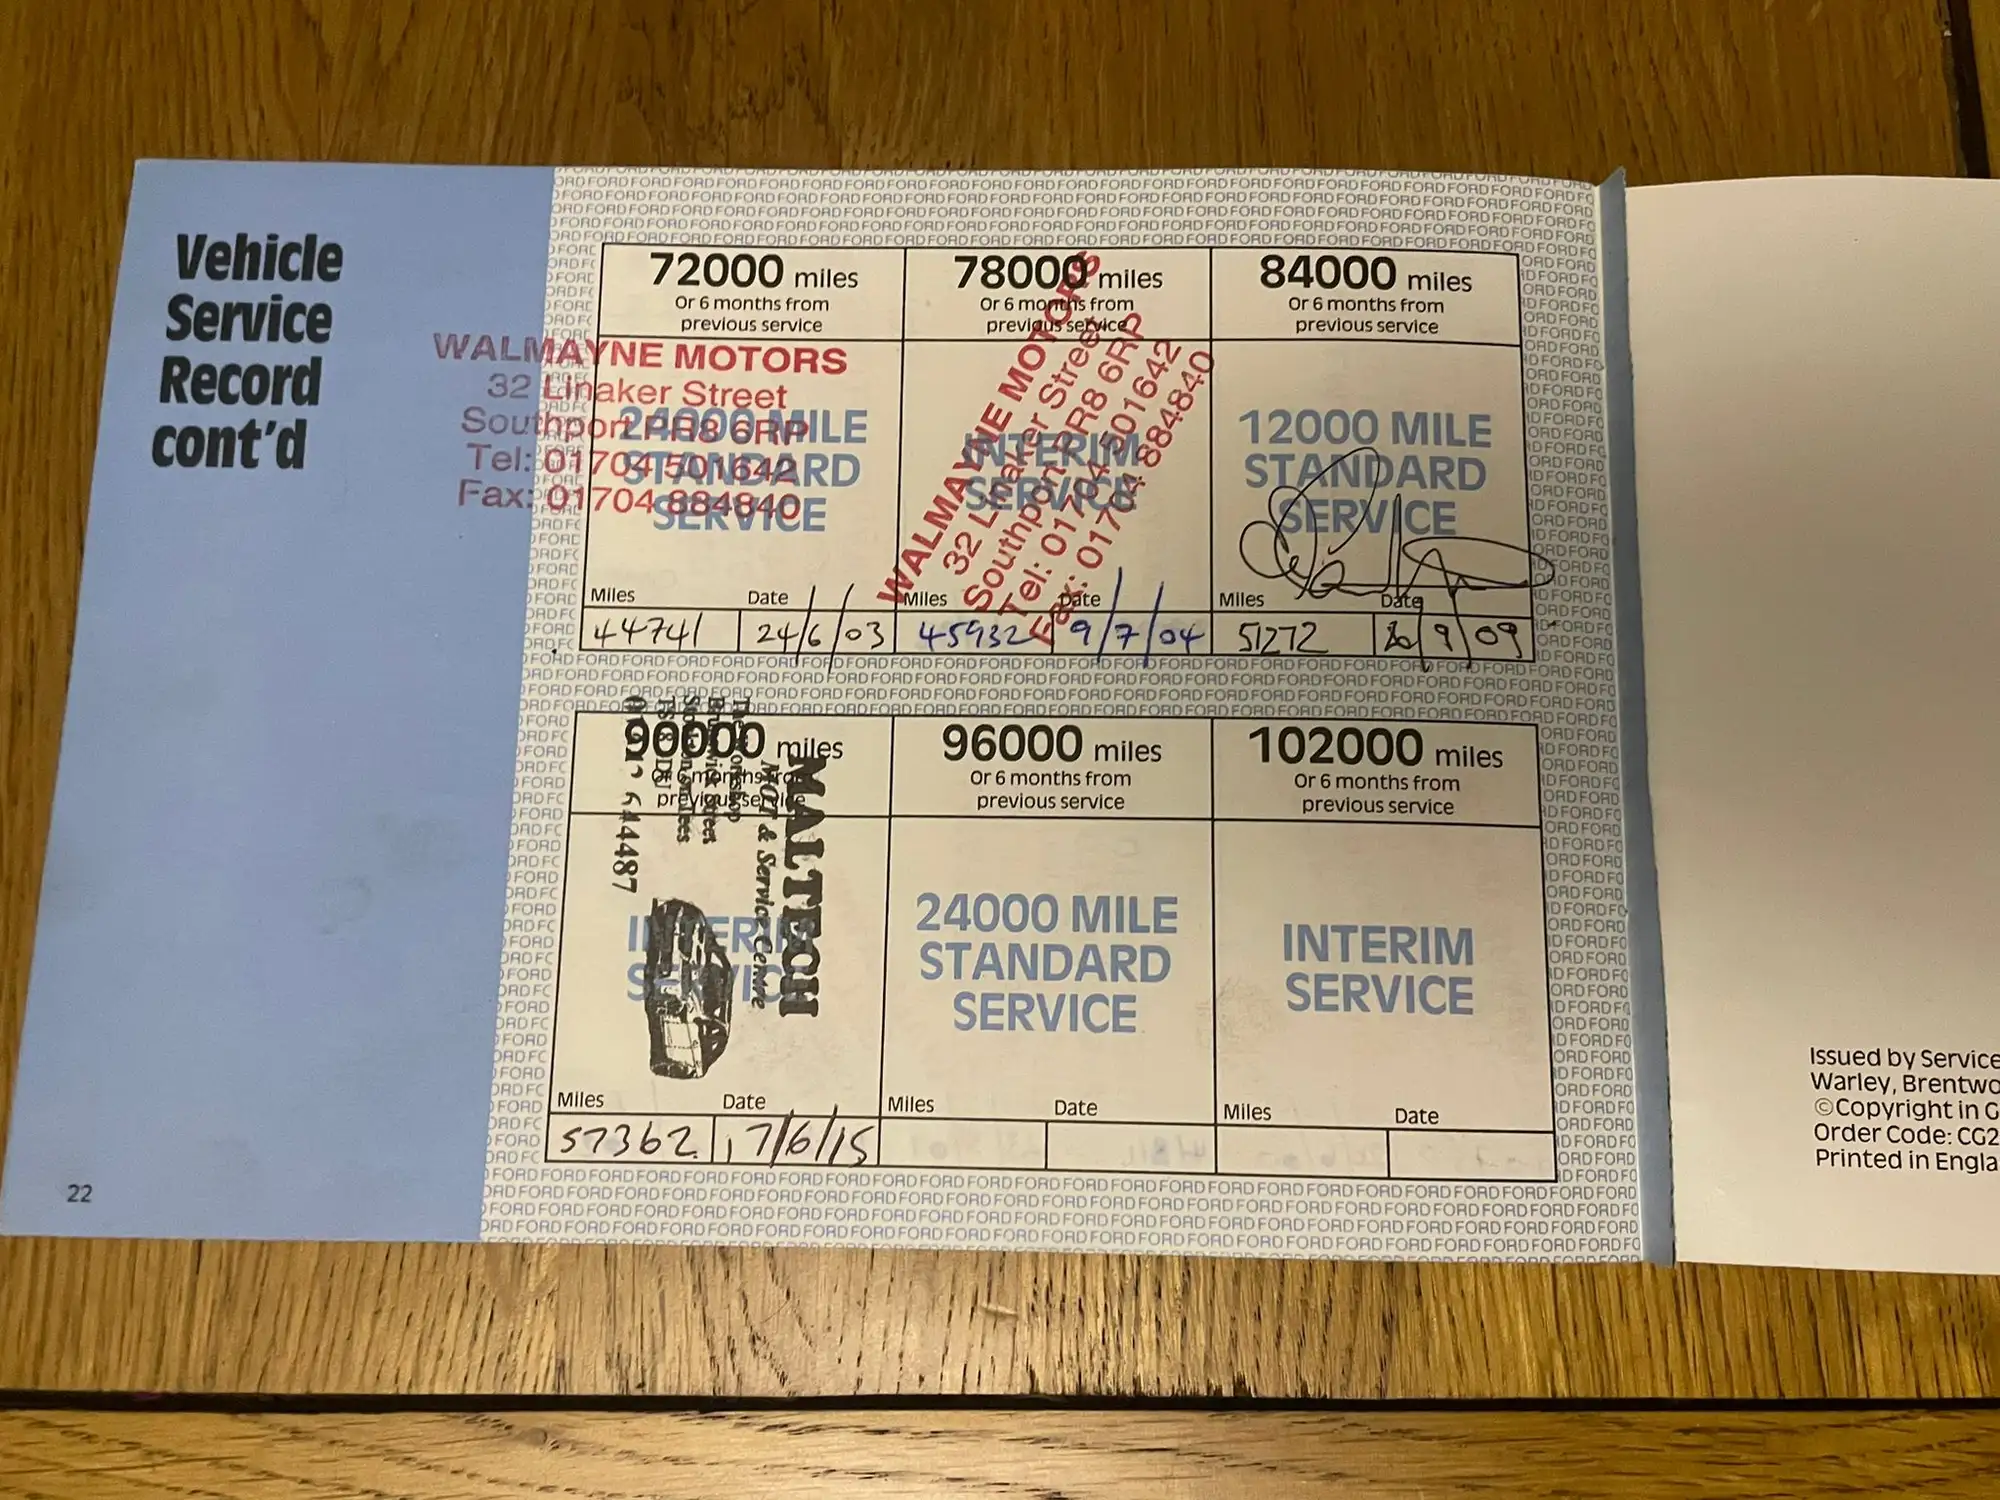 Vehicle
Service
Record
cont'd
72000 miles
Or 6 months from
previous service
WALMAYNE MOTORS
32 Linaker Street
Southport PR8 6RP
Tel: 01704 501642
Fax: 01704 884840
24000 MILE
STANDARD
SERVICE
Miles
Date
44741
24/6/03
78000 miles
Or 6 months from
previous service
WALMAYNE MOTORS
32 Linaker Street
Southport PR8 6RP
Tel: 01704 501642
Fax: 01704 884840
INTERIM
SERVICE
Miles
Date
45932
9/7/04
84000 miles
Or 6 months from
previous service
12000 MILE
STANDARD
SERVICE
Miles
Date
51272
/9/09
90000 miles
Or 6 months from
previous service
MALTECH
MOT & Service Centre
The Workshop
Street
644487
INTERIM
SERVICE
Miles
Date
57362
17/6/15
96000 miles
Or 6 months from
previous service
24000 MILE
STANDARD
SERVICE
Miles
Date
102000 miles
Or 6 months from
previous service
INTERIM
SERVICE
Miles
Date
22
Issued by Service
Warley, Brentwo
©Copyright in G
Order Code: CG2
Printed in Engla